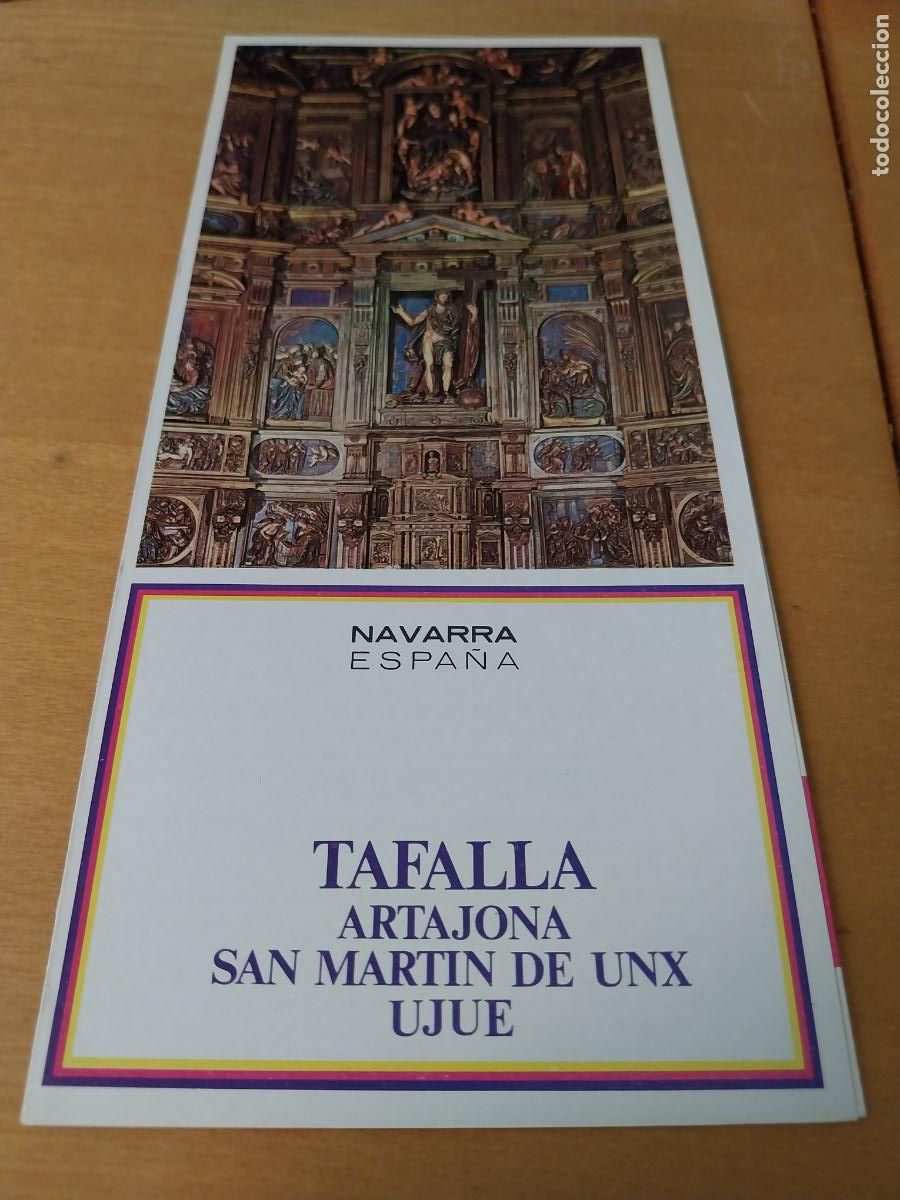 todocoleccion
NAVARRA
ESPAÑA
TAFALLA
ARTAJONA
SAN MARTIN DE UNX
UJUE